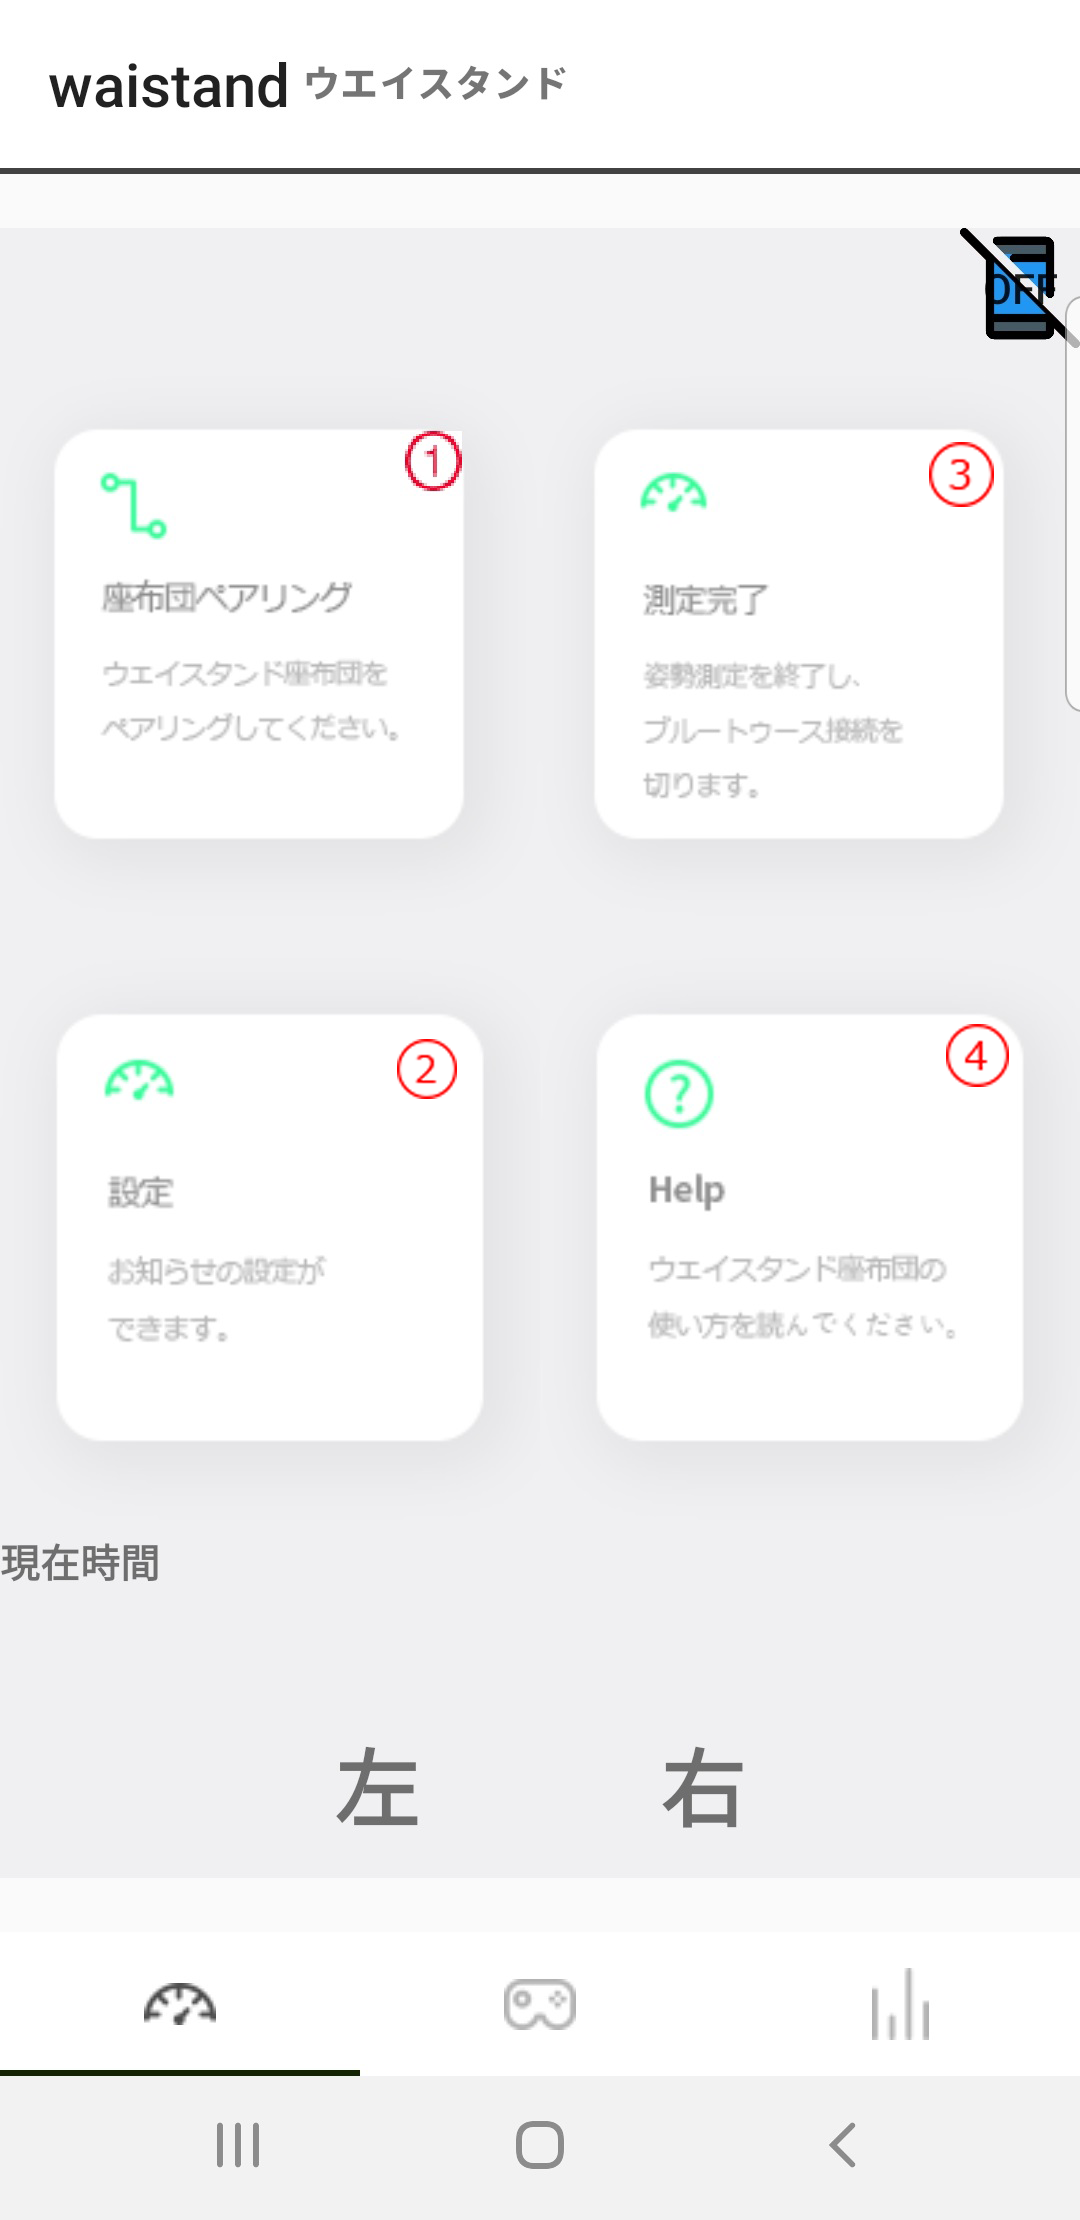 waistand ウエイスタンド
OFF
①
座布団ペアリング
ウェイスタンド座布団を
ペアリングしてください。
③
測定完了
姿勢測定を終了し、
ブルートゥース接続を
切ります。
②
設定
お知らせの設定が
できます。
④
Help
ウェイスタンド座布団の
使い方を読んでください。
現在時間
左 右